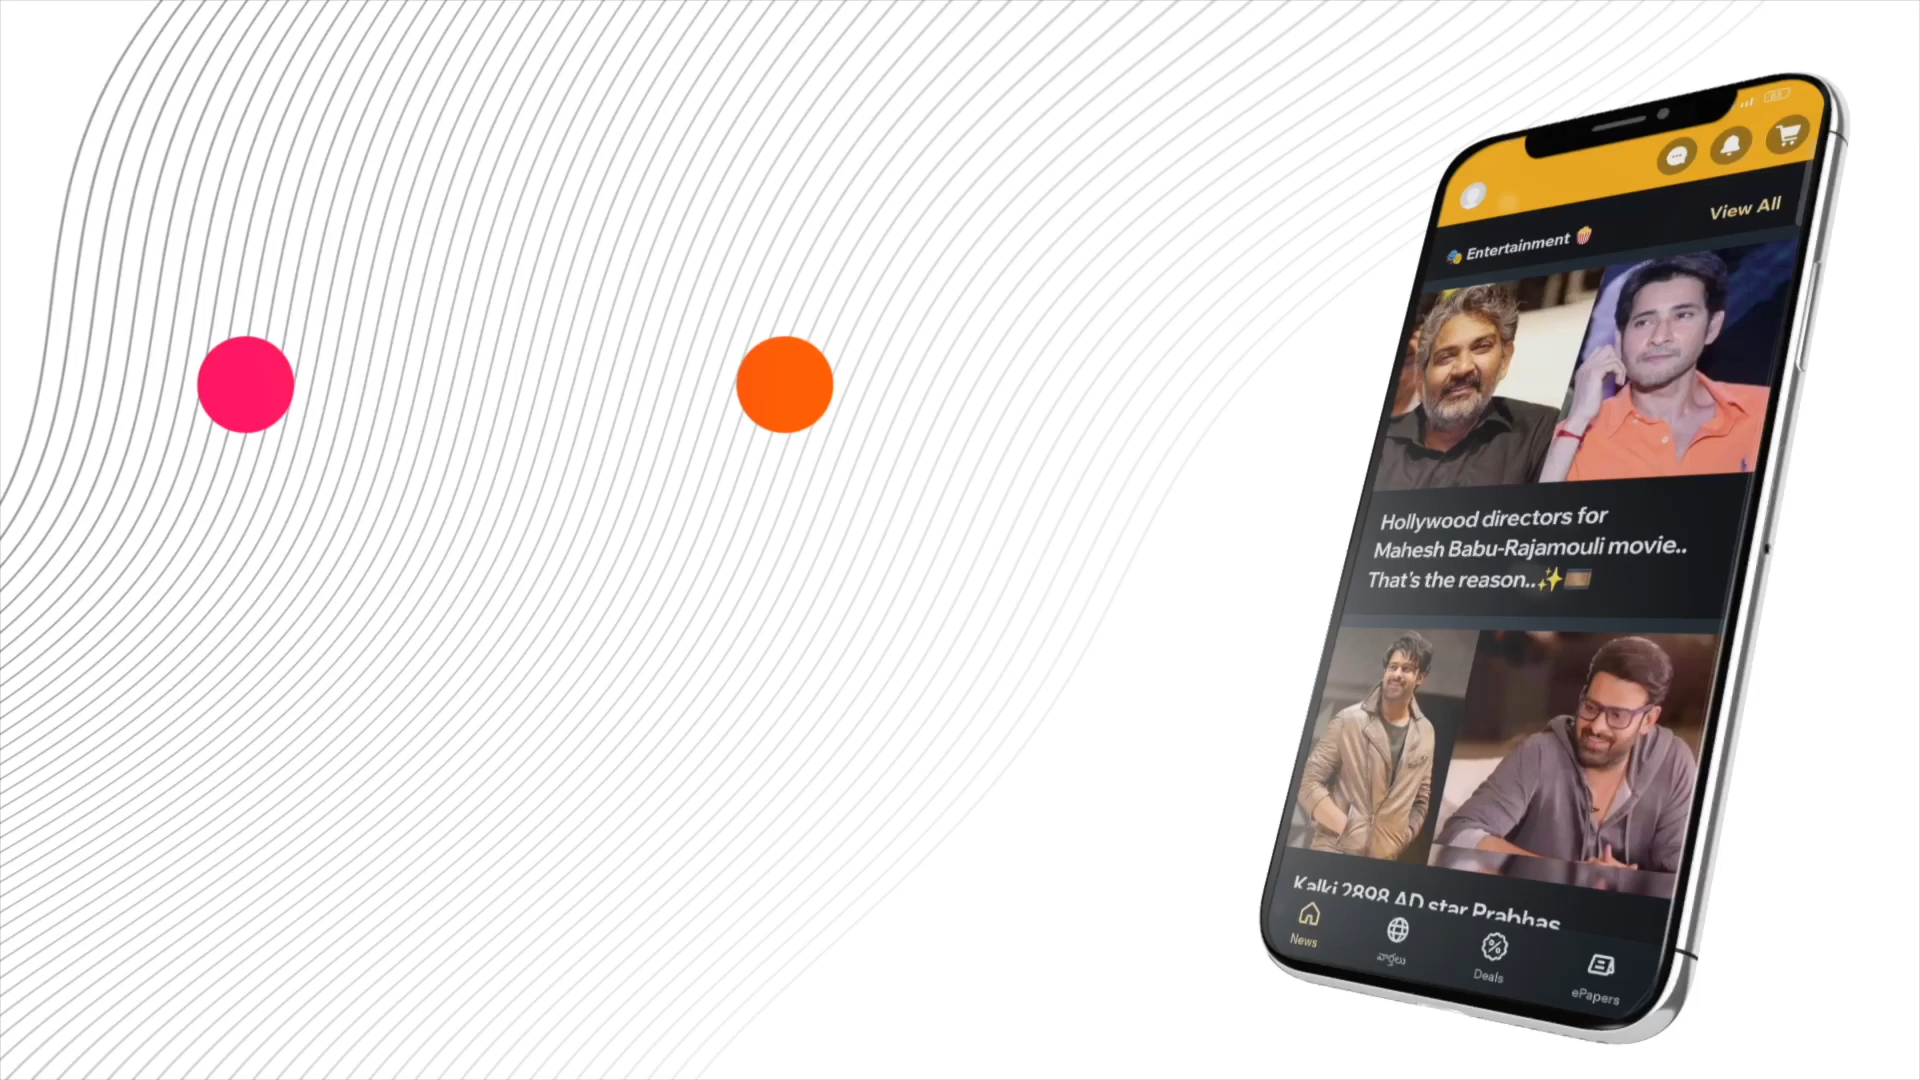 View All
🎭 Entertainment 🍿
Hollywood directors for
Mahesh Babu-Rajamouli movie..
That's the reason..✨🎞️
Kalki 2898 AD star Prabhas
News
వార్తలు
Deals
ePapers